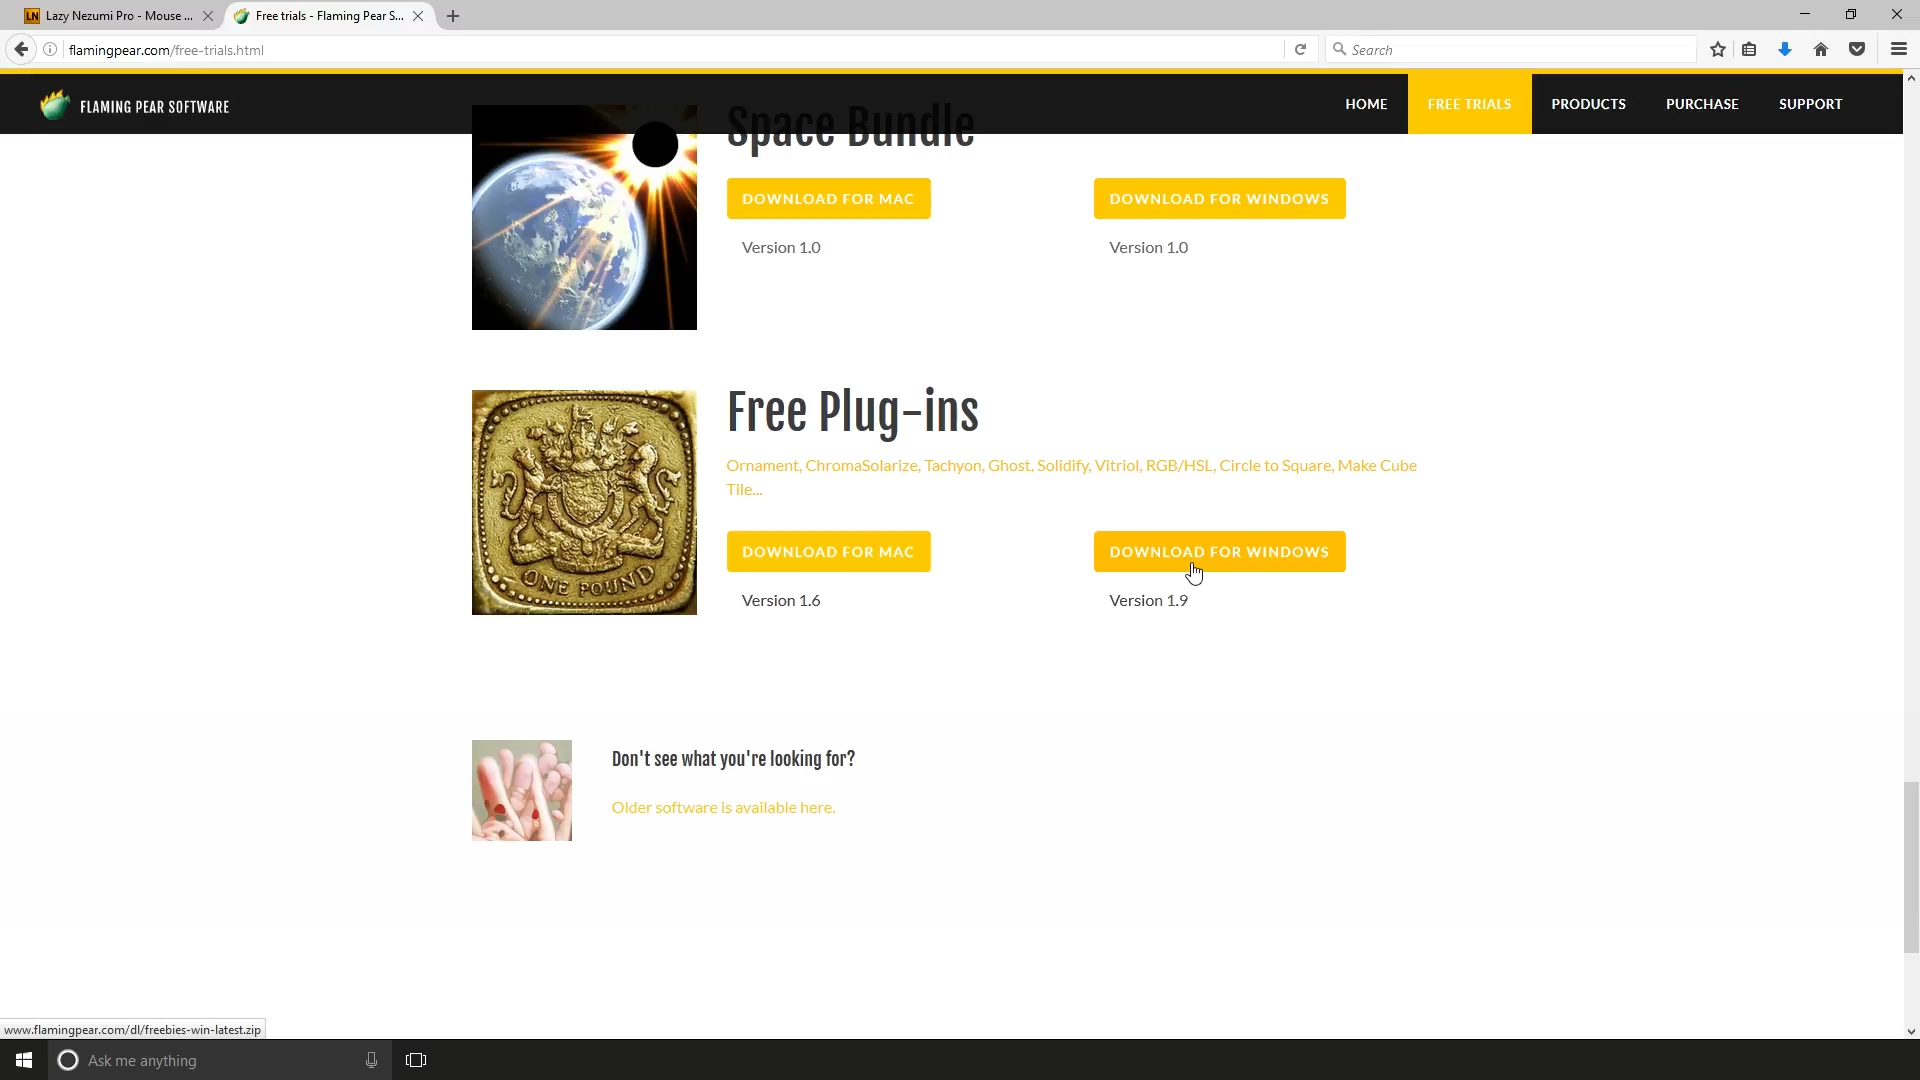 Lazy Nezumi Pro - Mouse ...
Free trials - Flaming Pear S...
flamingpear.com/free-trials.html
Search
FLAMING PEAR SOFTWARE
HOME
FREE TRIALS
PRODUCTS
PURCHASE
SUPPORT
Space Bundle
DOWNLOAD FOR MAC
DOWNLOAD FOR WINDOWS
Version 1.0
Version 1.0
Free Plug-ins
Ornament, ChromaSolarize, Tachyon, Ghost, Solidify, Vitriol, RGB/HSL, Circle to Square, Make Cube
Tile...
DOWNLOAD FOR MAC
DOWNLOAD FOR WINDOWS
ONE POUND
Version 1.6
Version 1.9
Don't see what you're looking for?
Older software is available here.
www.flamingpear.com/dl/freebies-win-latest.zip
Ask me anything
LN